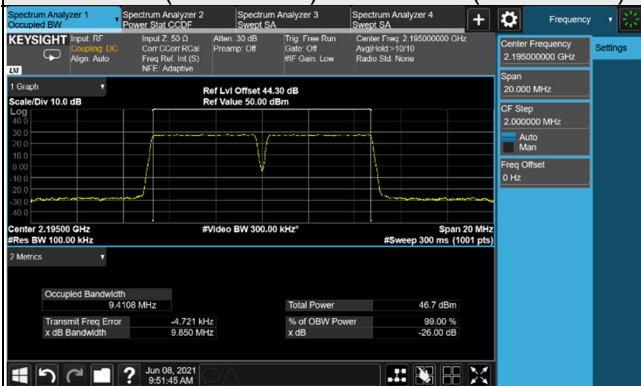 Spectrum Analyzer 1
Occupied BW
Spectrum Analyzer 2
Power Stat CCDF
Spectrum Analyzer 3
Swept SA
Spectrum Analyzer 4
Swept SA
+
Frequency
KEYSIGHT
Input: RF
Coupling: DC
Align: Auto
Input Z: 50 Ω
Corr CCorr RCal
Freq Ref: Int (S)
NFE: Adaptive
Atten: 30 dB
Preamp: Off
Trig: Free Run
Gate: Off
#IF Gain: Low
Center Freq: 2.195000000 GHz
Avg|Hold:>10/10
Radio Std: None
LXI
1 Graph
Scale/Div 10.0 dB
Ref Lvl Offset 44.30 dB
Ref Value 50.00 dBm
Log
40.0
30.0
20.0
10.0
0.00
-10.0
-20.0
-30.0
-40.0
Center 2.19500 GHz
#Res BW 100.00 kHz
#Video BW 300.00 kHz*
Span 20 MHz
#Sweep 300 ms (1001 pts)
2 Metrics
Occupied Bandwidth
9.4108 MHz
Total Power 46.7 dBm
Transmit Freq Error -4.721 kHz
% of OBW Power 99.00 %
x dB Bandwidth 9.850 MHz
x dB -26.00 dB
Center Frequency
2.195000000 GHz
Span
20.000 MHz
CF Step
2.000000 MHz
Auto
Man
Freq Offset
0 Hz
Settings
?
Jun 08, 2021
9:51:45 AM